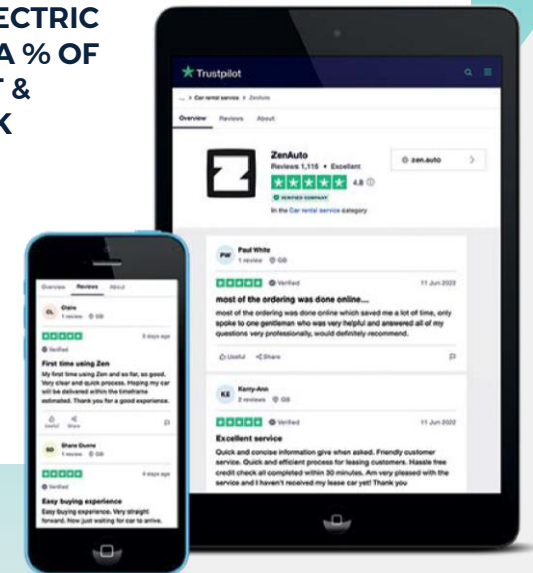 ECTRIC
A % OF
&
K
Trustpilot
... > Car rental service > ZenAuto
Overview Reviews About
ZenAuto
Reviews 1,116 • Excellent
4.8
VERIFIED COMPANY
In the Car rental service category
zen.auto
PW Paul White
1 review GB
Verified 11 Jun 2022
most of the ordering was done online...
most of the ordering was done online which saved me a lot of time, only
spoke to one gentleman who was very helpful and answered all of my
questions very professionally, would definitely recommend.
Useful Share
KE Kerry-Ann
2 reviews GB
Verified 11 Jun 2022
Excellent service
Quick and concise information give when asked. Friendly customer
service. Quick and efficient process for leasing customers. Hassle free
credit check all completed within 30 minutes. Am very pleased with the
service and I haven't received my lease car yet! Thank you
Overview Reviews About
CL Claire
1 review GB
3 days ago
Verified
First time using Zen
My first time using Zen and so far, so good.
Very clear and quick process. Hoping my car
will be delivered within the timeframe
estimated. Thank you for a good experience.
Useful Share
SD Shane Dunne
1 review GB
4 days ago
Verified
Easy buying experience
Easy buying experience. Very straight
forward. Now just waiting for car to arrive.